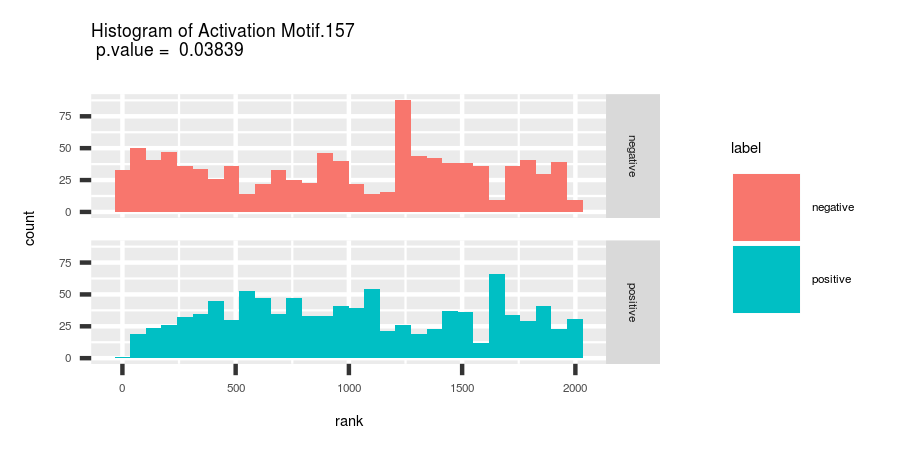 Histogram of Activation Motif.157
p.value = 0.03839
count
75
50
25
0
negative
75
50
25
0
positive
0 500 1000 1500 2000
rank
label
negative
positive